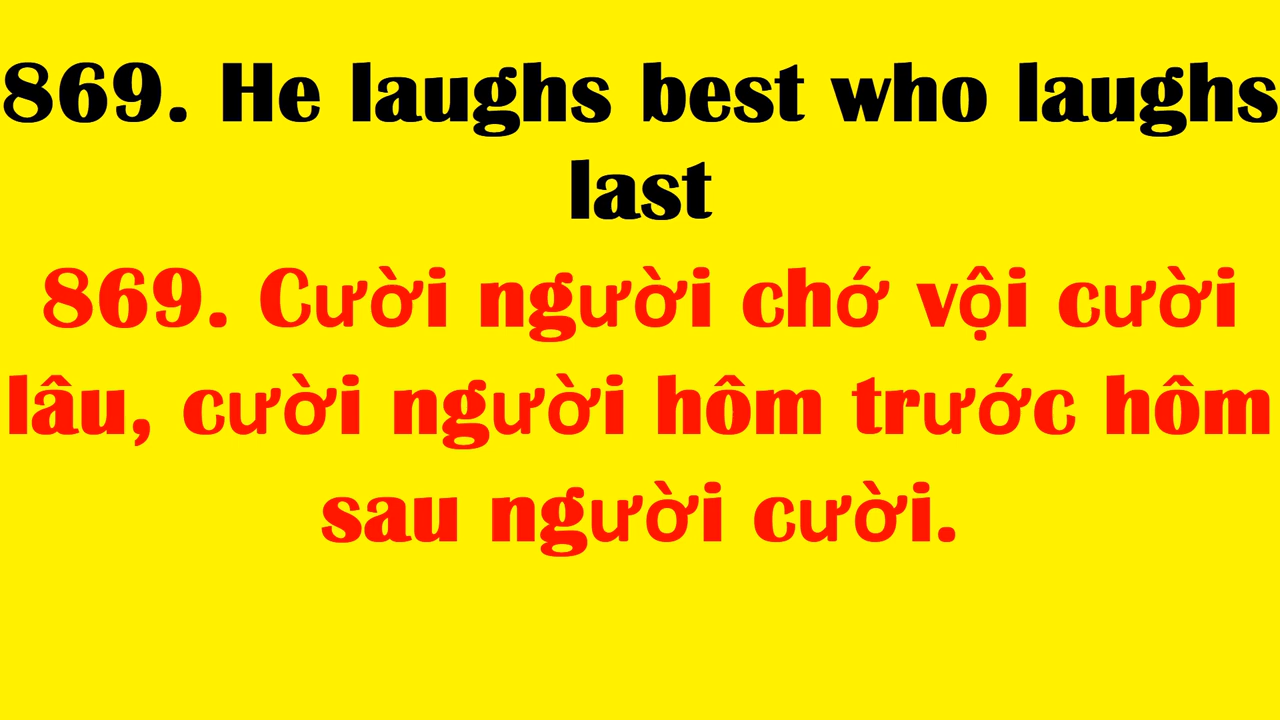 869. He laughs best who laughs
last
869. Cười người chớ vội cười
lâu, cười người hôm trước hôm
sau người cười.